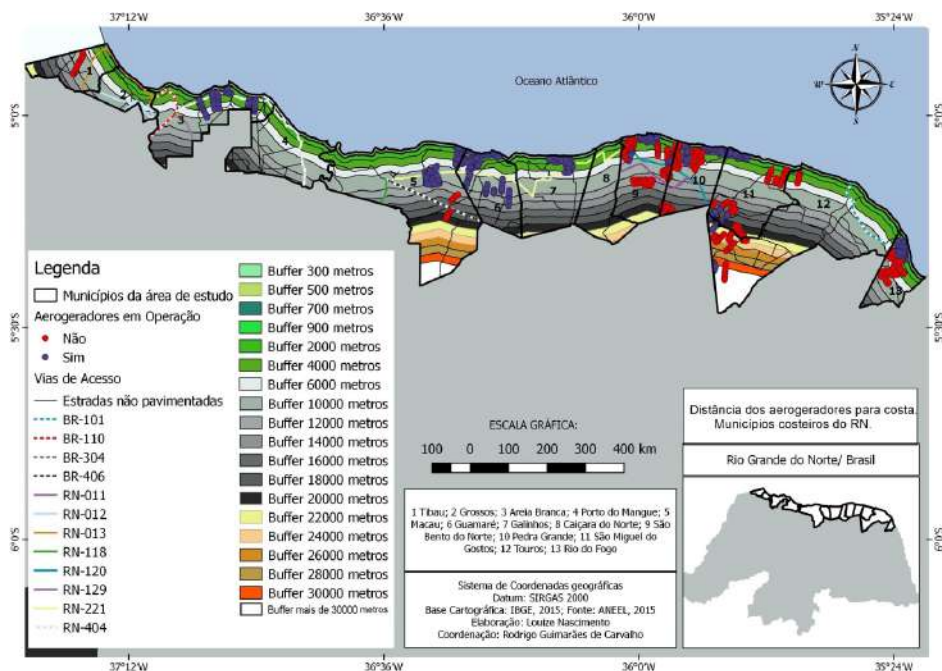 37°12'W
36°36'W
36°0'W
35°24'W
5°0'S
5°0'S
Oceano Atlântico
N
1
3
4
5
6
7
8
9
10
11
12
13
Legenda
Municípios da área de estudo
Aerogeradores em Operação
Não
Sim
Vias de Acesso
Estradas não pavimentadas
BR-101
BR-110
BR-304
BR-406
RN-011
RN-012
RN-013
RN-118
RN-120
RN-129
RN-221
RN-404
Buffer 300 metros
Buffer 500 metros
Buffer 700 metros
Buffer 900 metros
Buffer 2000 metros
Buffer 4000 metros
Buffer 6000 metros
Buffer 10000 metros
Buffer 12000 metros
Buffer 14000 metros
Buffer 16000 metros
Buffer 18000 metros
Buffer 20000 metros
Buffer 22000 metros
Buffer 24000 metros
Buffer 26000 metros
Buffer 28000 metros
Buffer 30000 metros
Buffer mais de 30000 metros
5°30'S
5°30'S
ESCALA GRÁFICA:
100 0 100 200 300 400 km
1 Tibau; 2 Grossos; 3 Areia Branca; 4 Porto do Mangue; 5
Macau; 6 Guamaré; 7 Galinhos; 8 Caiçara do Norte; 9 São
Bento do Norte; 10 Pedra Grande; 11 São Miguel do
Gostos; 12 Touros; 13 Rio do Fogo
Sistema de Coordenadas geográficas
Datum: SIRGAS 2000
Base Cartográfica: IBGE, 2015; Fonte: ANEEL, 2015
Elaboração: Louize Nascimento
Coordenação: Rodrigo Guimarães de Carvalho
Distância dos aerogeradores para costa.
Municípios costeiros do RN.
Rio Grande do Norte/ Brasil
6°0'S
6°0'S
37°12'W
36°36'W
36°0'W
35°24'W